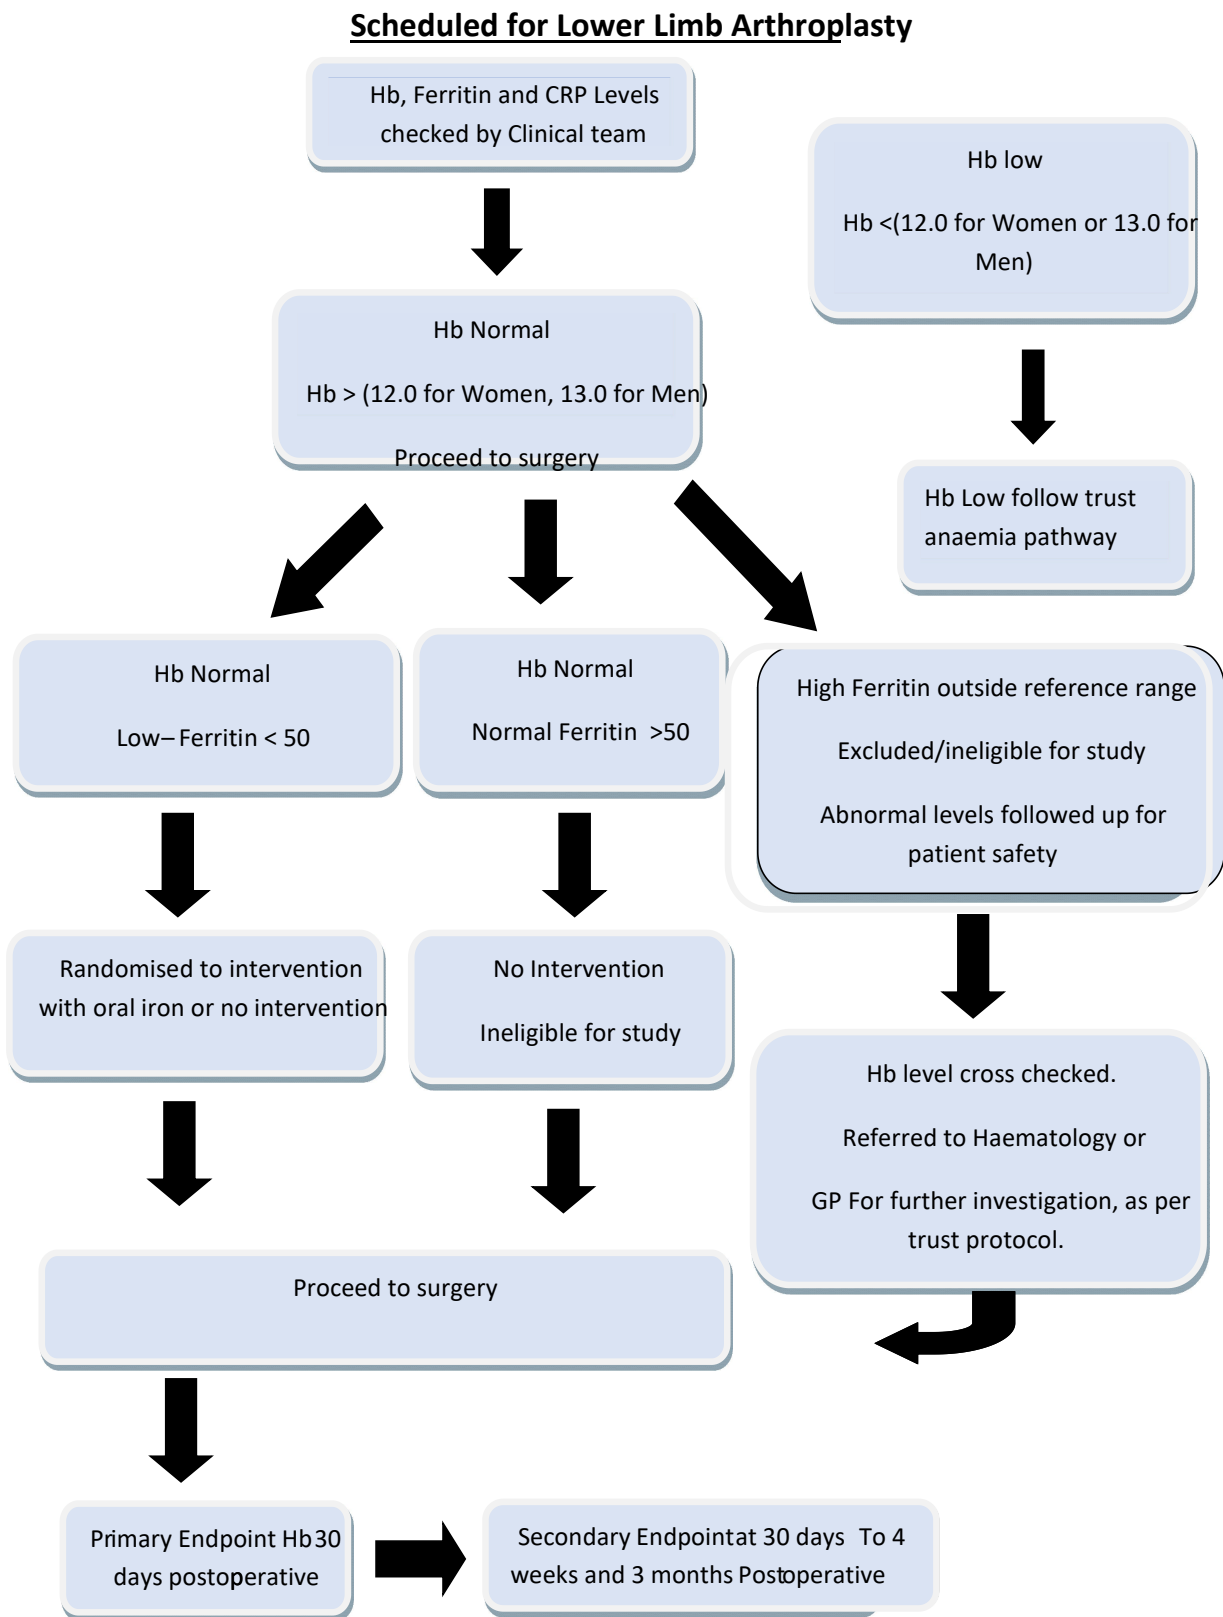 Scheduled for Lower Limb Arthroplasty
Hb, Ferritin and CRP Levels
checked by Clinical team
Hb low
Hb <(12.0 for Women or 13.0 for
Men)
Hb Normal
Hb > (12.0 for Women, 13.0 for Men)
Proceed to surgery
Hb Low follow trust
anaemia pathway
Hb Normal
Low– Ferritin < 50
Hb Normal
Normal Ferritin >50
High Ferritin outside reference range
Excluded/ineligible for study
Abnormal levels followed up for
patient safety
Randomised to intervention
with oral iron or no intervention
No Intervention
Ineligible for study
Hb level cross checked.
Referred to Haematology or
GP For further investigation, as per
trust protocol.
Proceed to surgery
Primary Endpoint Hb 30
days postoperative
Secondary Endpointat 30 days To 4
weeks and 3 months Postoperative